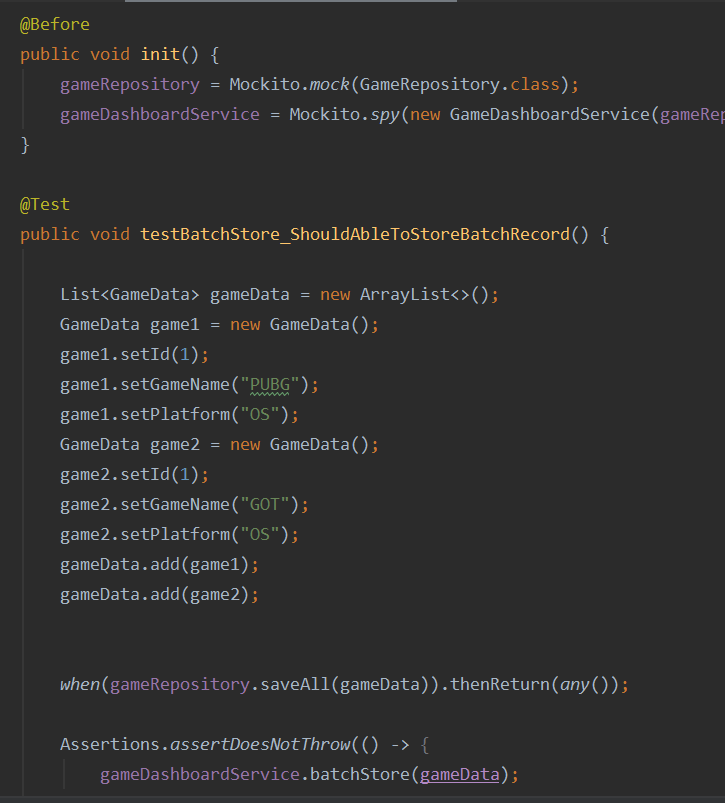 @Before
public void init() {
gameRepository = Mockito.mock(GameRepository.class);
gameDashboardService = Mockito.spy(new GameDashboardService(gameRep
}
@Test
public void testBatchStore_ShouldAbleToStoreBatchRecord() {
List<GameData> gameData = new ArrayList<>();
GameData game1 = new GameData();
game1.setId(1);
game1.setGameName("PUBG");
game1.setPlatform("OS");
GameData game2 = new GameData();
game2.setId(1);
game2.setGameName("GOT");
game2.setPlatform("OS");
gameData.add(game1);
gameData.add(game2);
when(gameRepository.saveAll(gameData)).thenReturn(any());
Assertions.assertDoesNotThrow(() -> {
gameDashboardService.batchStore(gameData);